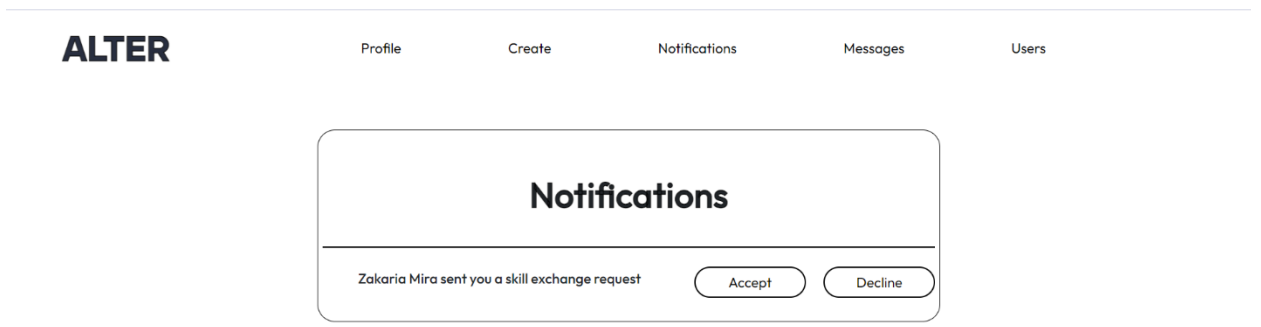 ALTER Profile Create Notifications Messages Users
Notifications
Zakaria Mira sent you a skill exchange request Accept Decline